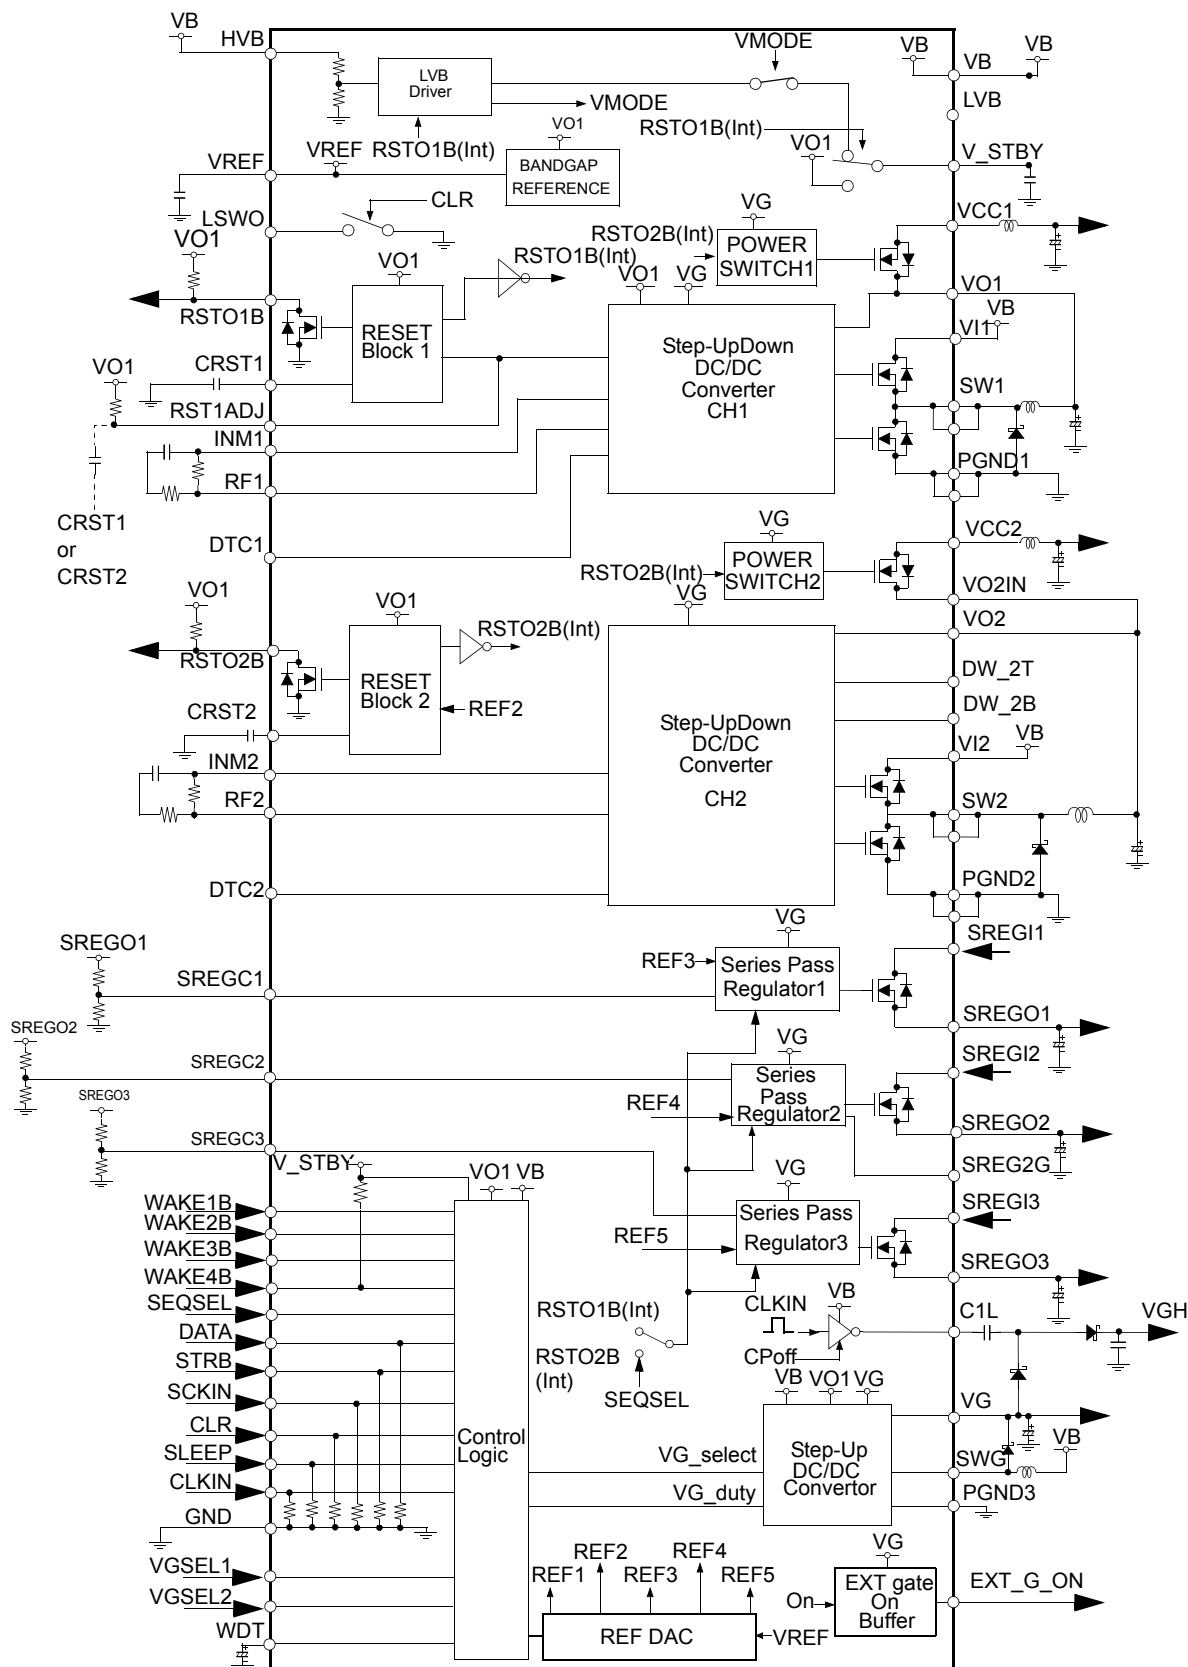 VB
HVB
VMODE
VB
VB
VB
LVB
Driver
VMODE
LVB
RSTO1B(Int)
RSTO1B(Int)
VO1
VREF
VREF
BANDGAP
REFERENCE
VO1
V_STBY
LSWO
CLR
VG
VCC1
VO1
RSTO2B(Int)
POWER
SWITCH1
RSTO1B(Int)
VO1
VO1
VG
VO1
RSTO1B
RESET
Block 1
Step-UpDown
DC/DC
Converter
CH1
VI1
VB
CRST1
VO1
SW1
RST1ADJ
INM1
PGND1
RF1
CRST1
or
CRST2
VG
VCC2
DTC1
POWER
SWITCH2
RSTO2B(Int)
VO1
VO1
VG
VO2IN
RSTO2B(Int)
VO2
RSTO2B
RESET
Block 2
DW_2T
CRST2
REF2
Step-UpDown
DC/DC
Converter
CH2
DW_2B
VB
VI2
INM2
RF2
SW2
DTC2
PGND2
VG
SREGO1
SREGI1
REF3
Series Pass
Regulator1
SREGC1
SREGO1
SREGO2
VG
SREGI2
SREGC2
Series
Pass
Regulator2
SREGO3
REF4
SREGO2
SREGC3
V_STBY
VG
SREG2G
VO1
VB
WAKE1B
SREGI3
WAKE2B
Series Pass
Regulator3
WAKE3B
REF5
SREGO3
WAKE4B
SEQSEL
RSTO1B(Int)
CLKIN
VB
C1L
VGH
DATA
STRB
RSTO2B
(Int)
CPoff
SCKIN
SEQSEL
VB
VO1
VG
VG
CLR
Control
Logic
VG_select
Step-Up
DC/DC
Convertor
SWG
VB
SLEEP
CLKIN
VG_duty
PGND3
GND
VG
VGSEL1
REF1
REF2
REF3
REF4
REF5
EXT gate
On
Buffer
EXT_G_ON
VGSEL2
On
WDT
REF DAC
VREF